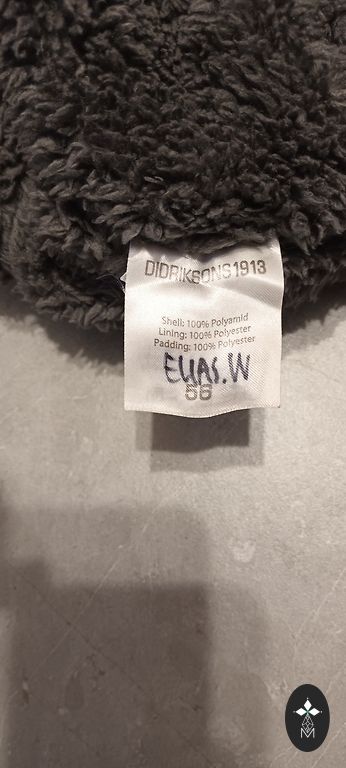 DIDRIKSONS1913
Shell: 100% Polyamid
Lining: 100% Polyester
Padding: 100% Polyester
ELIAS.W
56
M